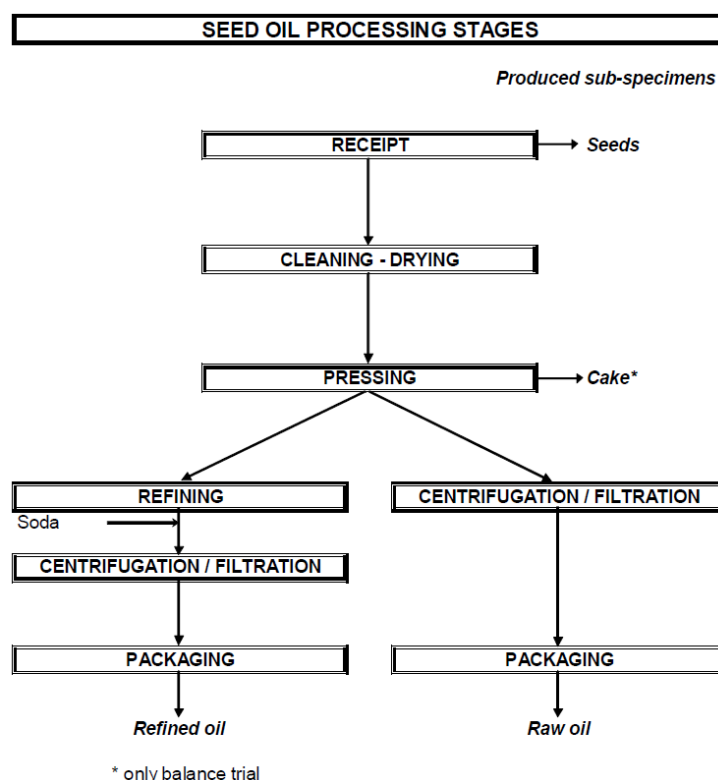 SEED OIL PROCESSING STAGES
Produced sub-specimens
RECEIPT
Seeds
CLEANING - DRYING
PRESSING
Cake*
REFINING
CENTRIFUGATION / FILTRATION
Soda
CENTRIFUGATION / FILTRATION
PACKAGING
PACKAGING
Refined oil
Raw oil
* only balance trial